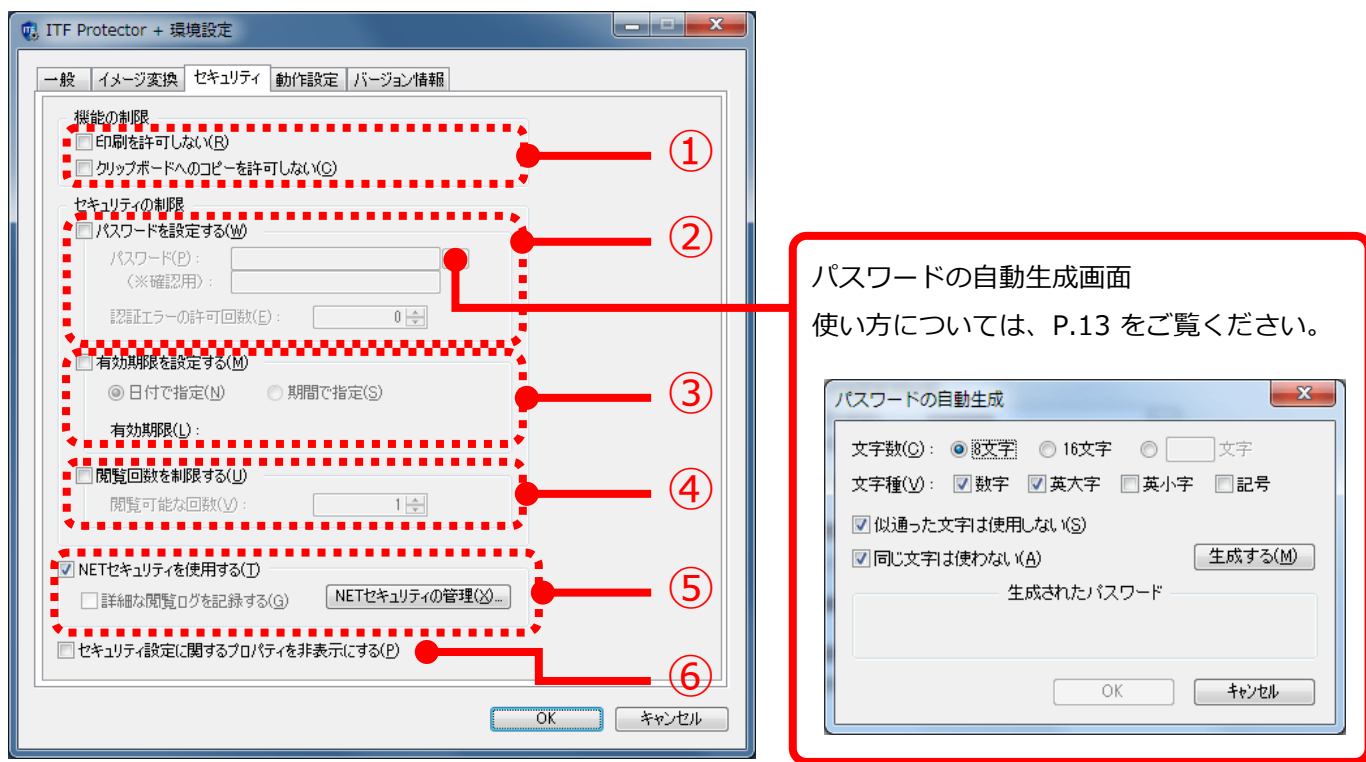 ITF Protector + 環境設定
一般 イメージ変換 セキュリティ 動作設定 バージョン情報
機能の制限
印刷を許可しない(R)
クリップボードへのコピーを許可しない(C)
①
セキュリティの制限
パスワードを設定する(W)
②
パスワード(P):
(※確認用):
認証エラーの許可回数(E): 0
有効期限を設定する(M)
日付で指定(N) 期間で指定(S)
③
有効期限(L):
閲覧回数を制限する(U)
閲覧可能な回数(V): 1
④
NETセキュリティを使用する(T)
詳細な閲覧ログを記録する(G) NETセキュリティの管理(X)...
⑤
セキュリティ設定に関するプロパティを非表示にする(P)
⑥
OK キャンセル
パスワードの自動生成画面
使い方については、P.13 をご覧ください。
パスワードの自動生成
文字数(C): 8文字 16文字 文字
文字種(V): 数字 英大字 英小字 記号
似通った文字は使用しない(S)
同じ文字は使わない(A) 生成する(M)
生成されたパスワード
OK キャンセル